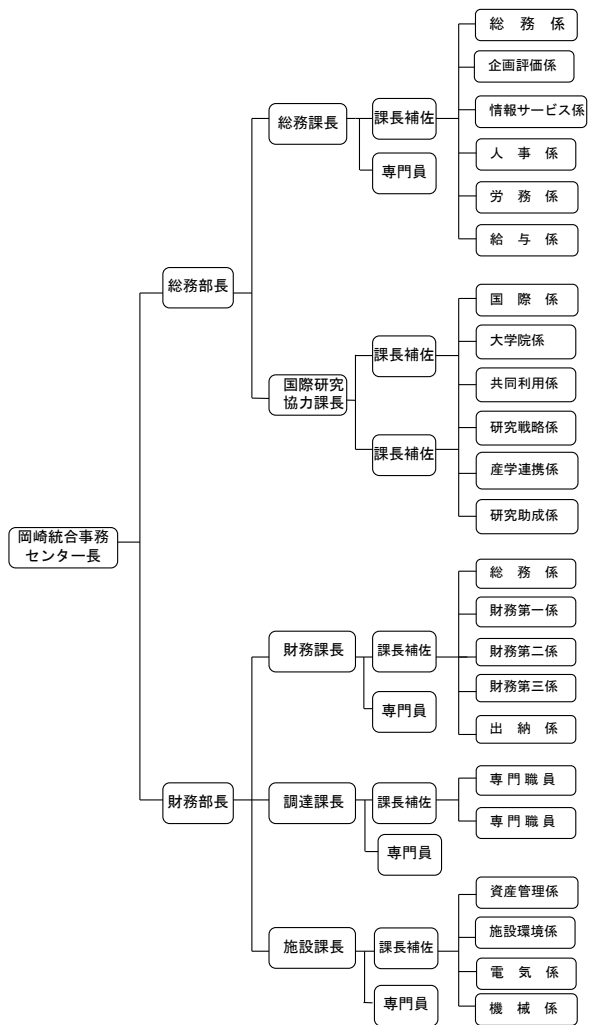 岡崎統合事務
センター長
総務部長
総務課長
課長補佐
専門員
総 務 係
企画評価係
情報サービス係
人 事 係
労 務 係
給 与 係
国際研究
協力課長
課長補佐
課長補佐
国 際 係
大学院係
共同利用係
研究戦略係
産学連携係
研究助成係
財務部長
財務課長
課長補佐
専門員
総 務 係
財務第一係
財務第二係
財務第三係
出 納 係
調達課長
課長補佐
専門員
専 門 職 員
専 門 職 員
施設課長
課長補佐
専門員
資産管理係
施設環境係
電 気 係
機 械 係